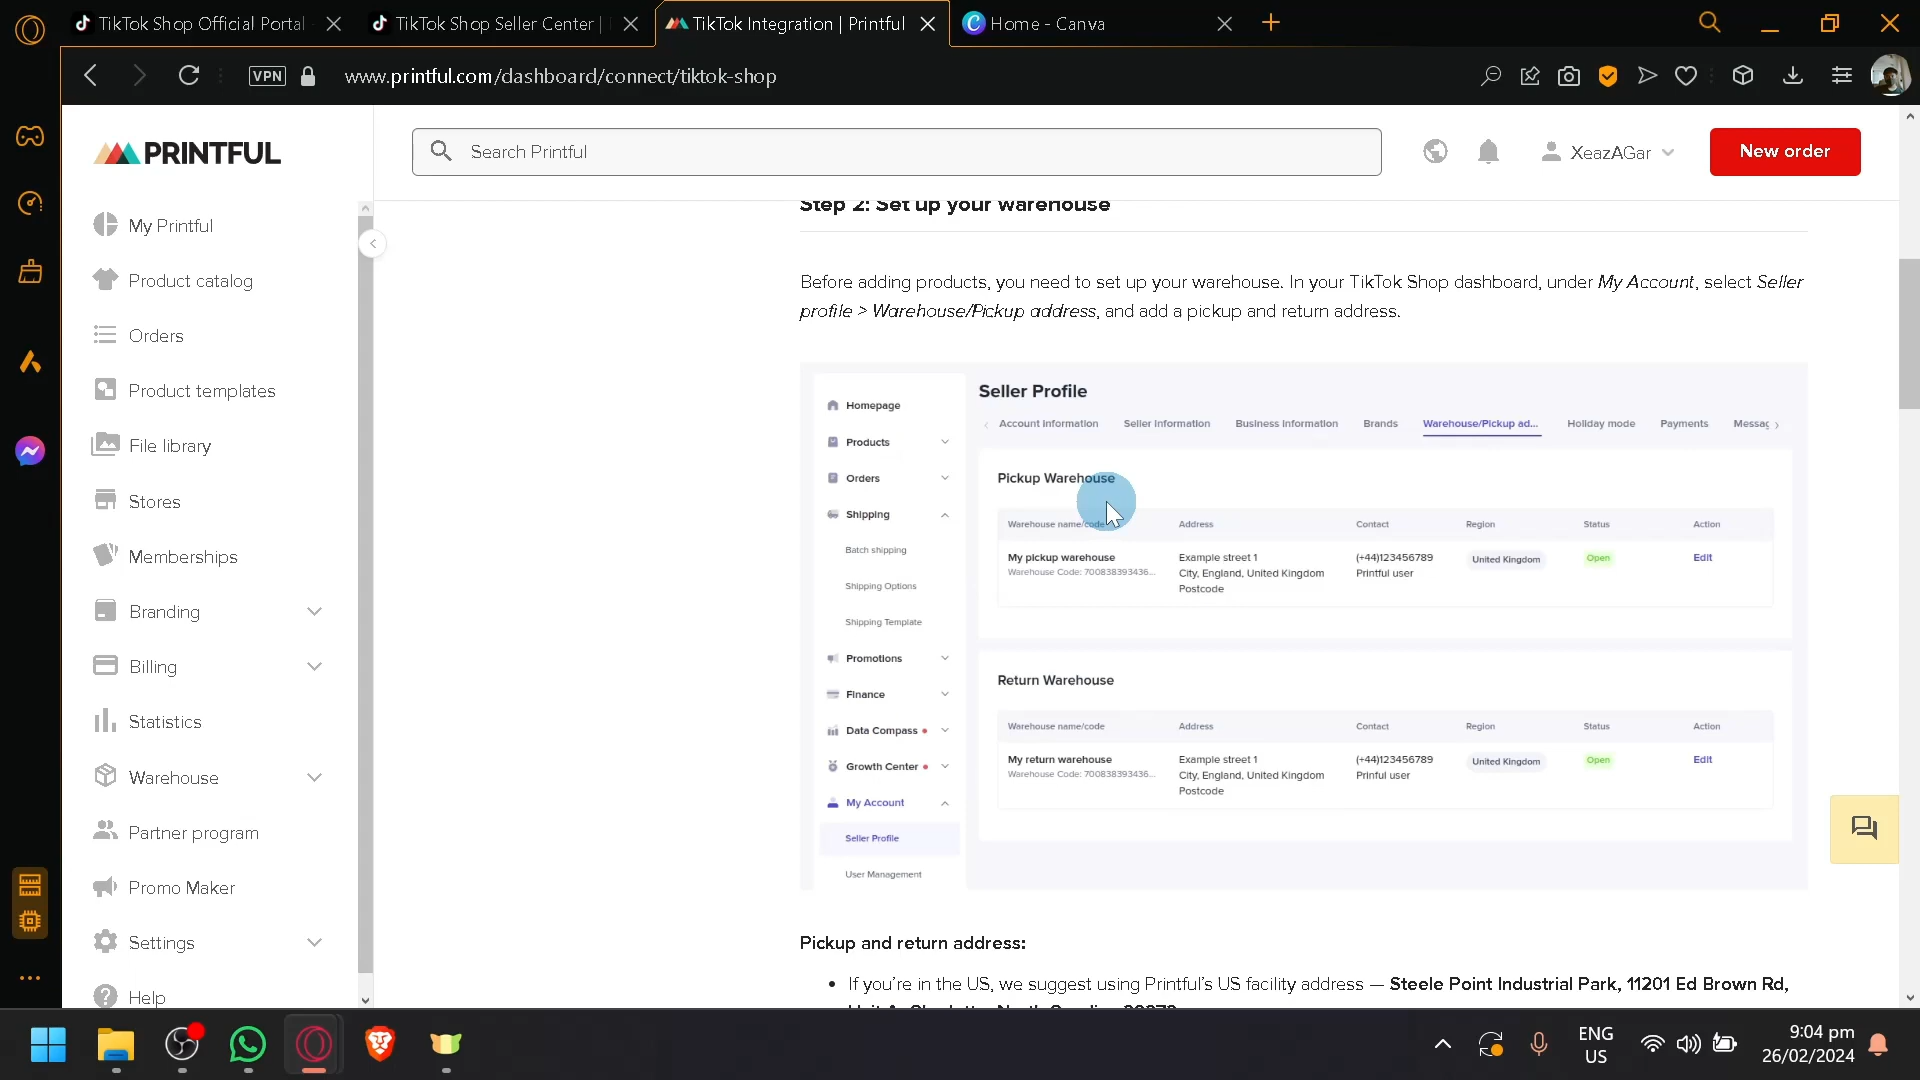 TikTok Shop Official Portal
TikTok Shop Seller Center |
TikTok Integration | Printful
Home - Canva
VPN
www.printful.com/dashboard/connect/tiktok-shop
PRINTFUL
Search Printful
XeazAGar
New order
My Printful
Product catalog
Orders
Product templates
File library
Stores
Memberships
Branding
Billing
Statistics
Warehouse
Partner program
Promo Maker
Settings
Help
Step 2: Set up your warehouse
Before adding products, you need to set up your warehouse. In your TikTok Shop dashboard, under My Account, select Seller
profile > Warehouse/Pickup address, and add a pickup and return address.
Homepage
Products
Orders
Shipping
Batch shipping
Shipping Options
Shipping Template
Promotions
Finance
Data Compass
Growth Center
My Account
Seller Profile
User Management
Seller Profile
Account Information
Seller Information
Business Information
Brands
Warehouse/Pickup ad...
Holiday mode
Payments
Messag
Pickup Warehouse
Warehouse name/code
Address
Contact
Region
Status
Action
My pickup warehouse
Warehouse Code: 700838393436...
Example street 1
City, England, United Kingdom
Postcode
(+44)123456789
Printful user
United Kingdom
Open
Edit
Return Warehouse
Warehouse name/code
Address
Contact
Region
Status
Action
My return warehouse
Warehouse Code: 700838393436...
Example street 1
City, England, United Kingdom
Postcode
(+44)123456789
Prinful user
United Kingdom
Open
Edit
Pickup and return address:
• If you're in the US, we suggest using Printful's US facility address — Steele Point Industrial Park, 11201 Ed Brown Rd,
ENG
US
9:04 pm
26/02/2024